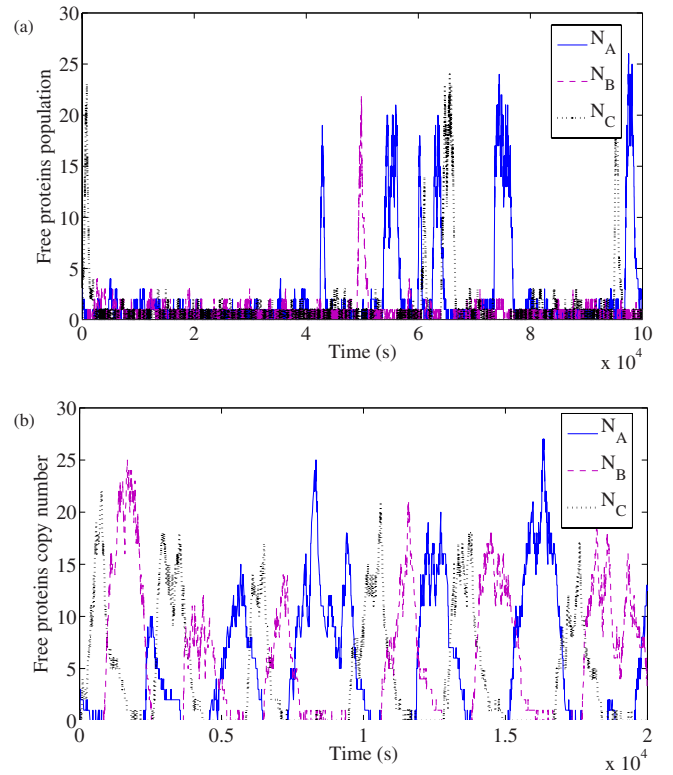 (a)
30
25
20
15
10
5
0
Free proteins population
N_A
N_B
N_C
0 2 4 6 8 10
Time (s)
x 10^4
(b)
30
25
20
15
10
5
0
Free proteins copy number
N_A
N_B
N_C
0 0.5 1 1.5 2
Time (s)
x 10^4